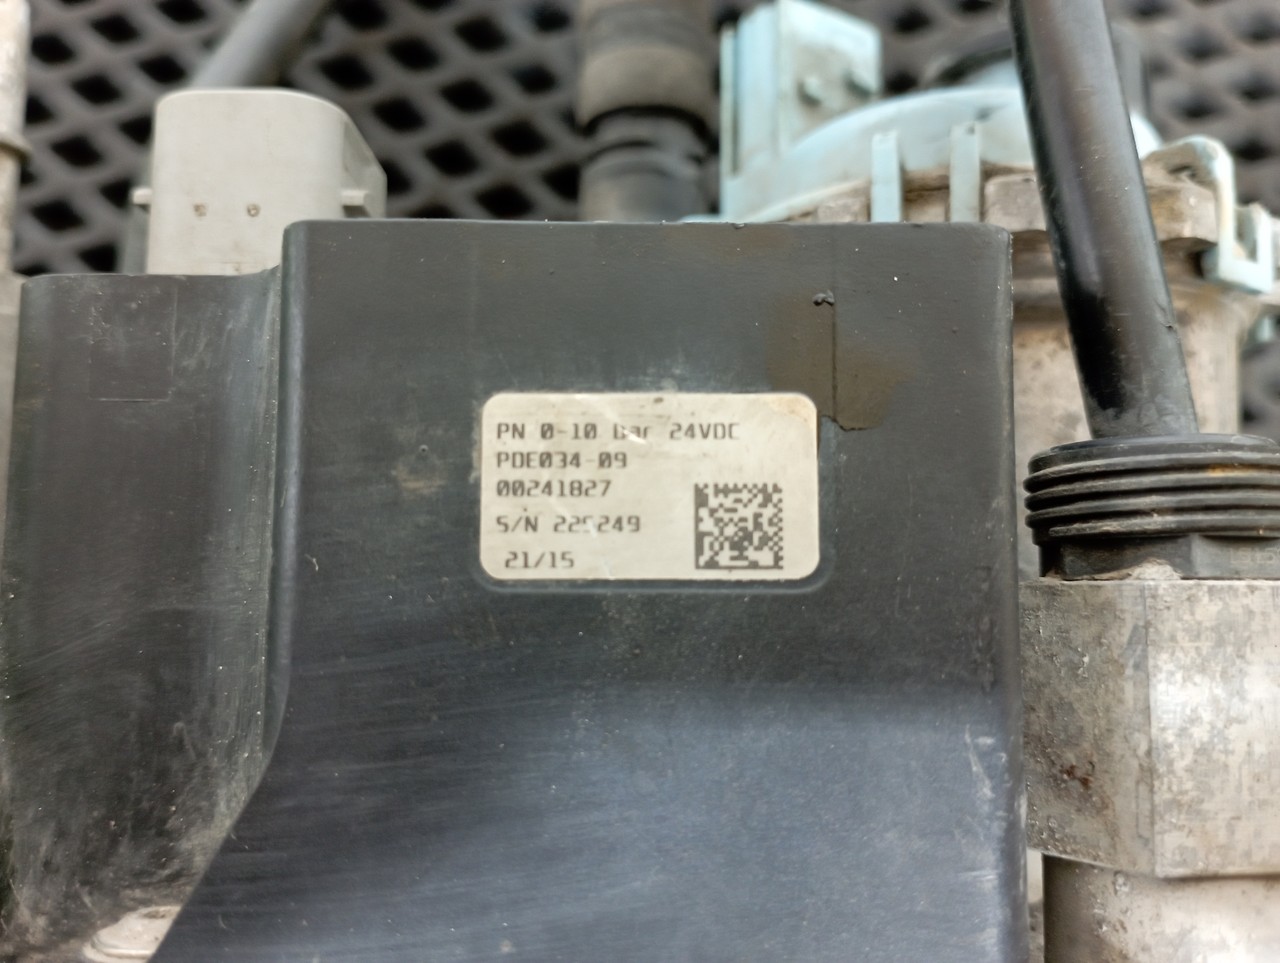 PN 0-10 Bar 24VDC
PDE034-09
00241827
S/N 225249
21/15